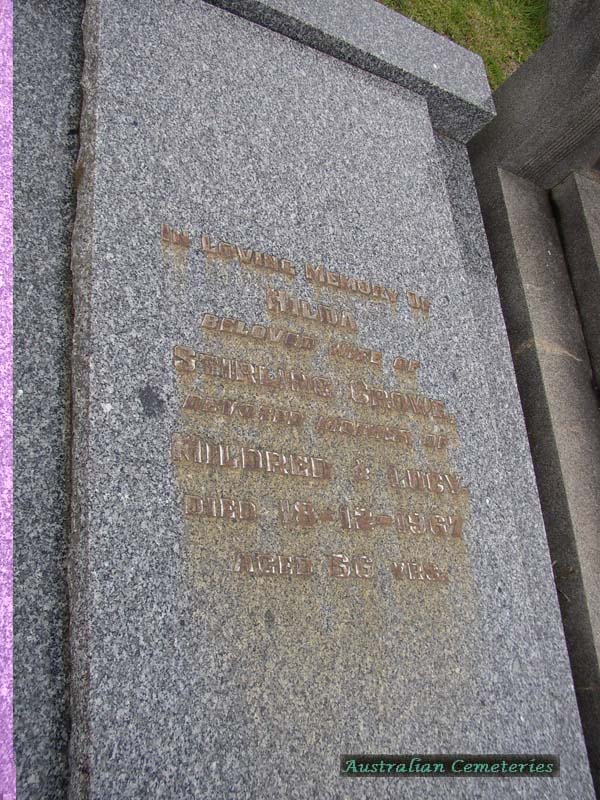 IN LOVING MEMORY OF
HILDA
BELOVED WIFE OF
STIRLING CROWE.
DEVOTED MOTHER OF
MILDRED & LUCY.
DIED 18-12-1967
AGED 56 YRS.
Australian Cemeteries